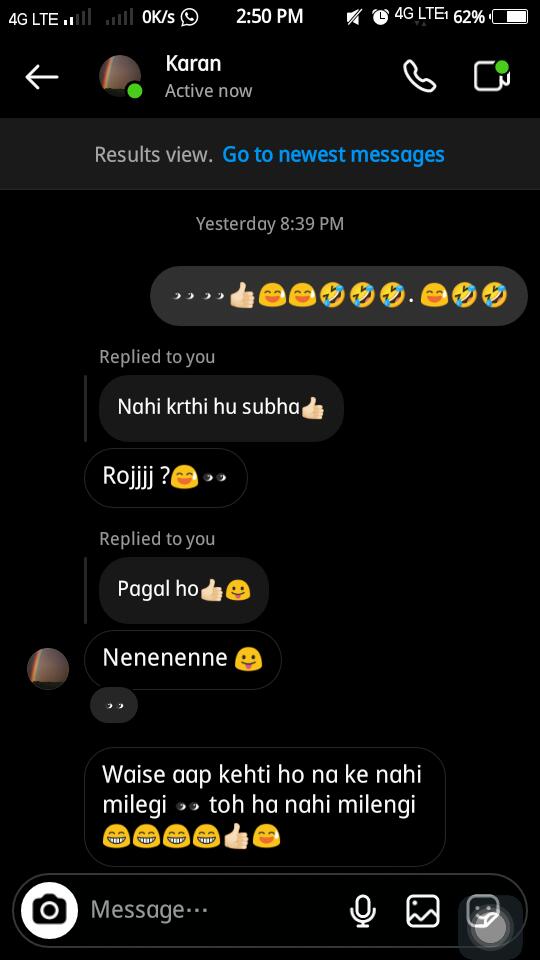 4G LTE 0K/s 2:50 PM 4G LTE 62%
Karan
Active now
Results view. Go to newest messages
Yesterday 8:39 PM
👀👀👍🏻😅😅🤣🤣🤣. 😅🤣🤣
Replied to you
Nahi krthi hu subha👍🏻
Rojjjj ?😅👀
Replied to you
Pagal ho👍🏻😛
Nenenenne 😛
👀
Waise aap kehti ho na ke nahi
milegi 👀 toh ha nahi milengi
😂😂😂😂👍🏻😅
Message...